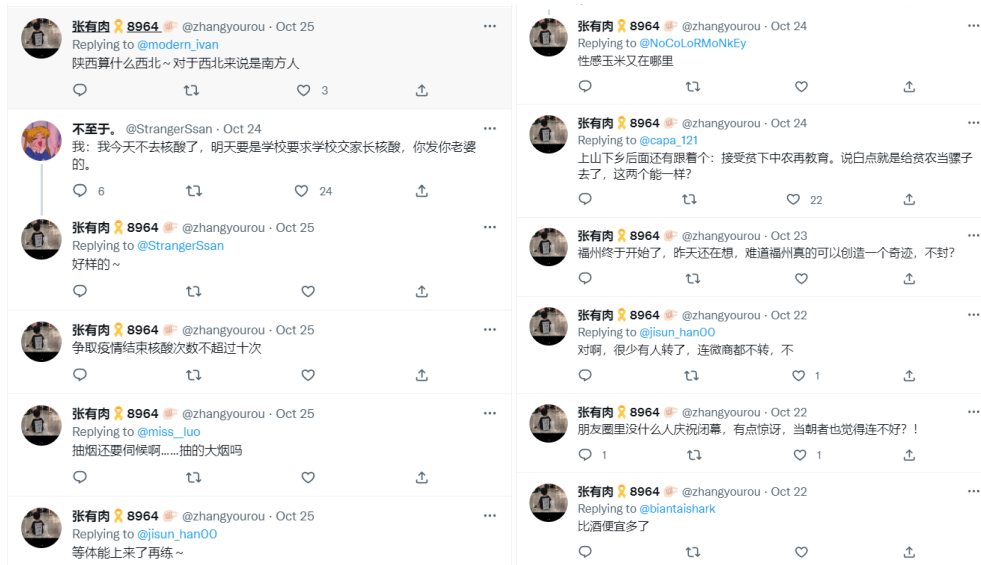 张有肉🎗️8964 @zhangyourou · Oct 25
Replying to @modern_ivan
陕西算什么西北～对于西北来说是南方人
3
不至于。 @StrangerSsan · Oct 24
我：我今天不去核酸了，明天要是学校要求学校交家长核酸，你发你老婆
的。
6 24
张有肉🎗️8964 @zhangyourou · Oct 25
Replying to @StrangerSsan
好样的～
张有肉🎗️8964 @zhangyourou · Oct 25
争取疫情结束核酸次数不超过十次
张有肉🎗️8964 @zhangyourou · Oct 25
Replying to @miss__luo
抽烟还要伺候啊......抽的大烟吗
张有肉🎗️8964 @zhangyourou · Oct 25
Replying to @jisun_han00
等体能上来了再练～
张有肉🎗️8964 @zhangyourou · Oct 24
Replying to @NoCoLoRMoNkEy
性感玉米又在哪里
张有肉🎗️8964 @zhangyourou · Oct 24
Replying to @capa_121
上山下乡后面还有跟着个：接受贫下中农再教育。说白点就是给贫农当骡子
去了，这两个能一样？
22
张有肉🎗️8964 @zhangyourou · Oct 23
福州终于开始了，昨天还在想，难道福州真的可以创造一个奇迹，不封？
张有肉🎗️8964 @zhangyourou · Oct 22
Replying to @jisun_han00
对啊，很少有人转了，连微商都不转，不
1
张有肉🎗️8964 @zhangyourou · Oct 22
朋友圈里没什么人庆祝闭幕，有点惊讶，当朝者也觉得连不好？！
1 1
张有肉🎗️8964 @zhangyourou · Oct 22
Replying to @biantaishark
比酒便宜多了